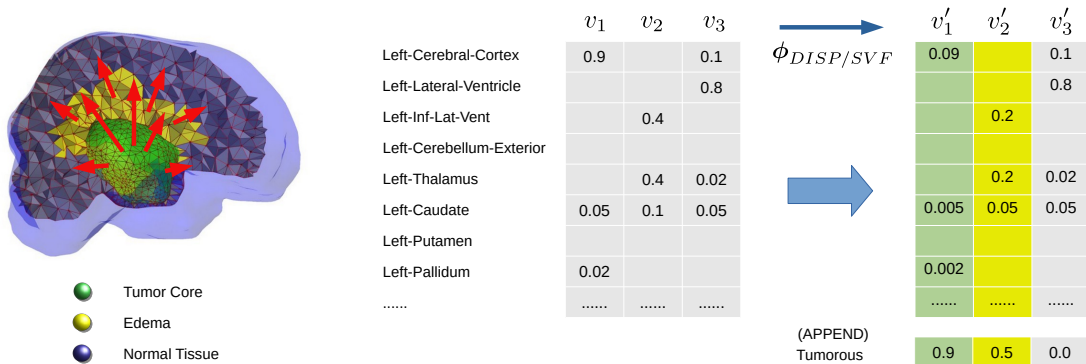 v1 v2 v3 v′1 v′2 v′3
ϕDISP/SVF
Left-Cerebral-Cortex 0.9 0.1 0.09 0.1
Left-Lateral-Ventricle 0.8 0.8
Left-Inf-Lat-Vent 0.4 0.2
Left-Cerebellum-Exterior
Left-Thalamus 0.4 0.02 0.2 0.02
Left-Caudate 0.05 0.1 0.05 0.005 0.05 0.05
Left-Putamen
Left-Pallidum 0.02 0.002
...... ...... ...... ...... ...... ...... ......
Tumor Core
Edema
Normal Tissue
(APPEND)
Tumorous 0.9 0.5 0.0